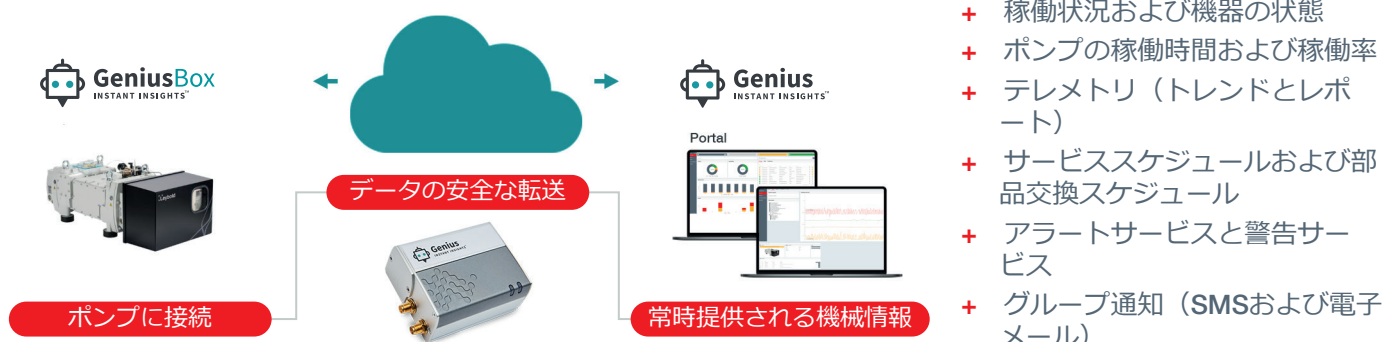 GeniusBox
INSTANT INSIGHTS™
Genius
INSTANT INSIGHTS™
Portal
データの安全な転送
Leybold
Genius
INSTANT INSIGHTS™
ポンプに接続
常時提供される機械情報
+ 稼働状況および機器の状態
+ ポンプの稼働時間および稼働率
+ テレメトリ（トレンドとレポ
ート）
+ サービススケジュールおよび部
品交換スケジュール
+ アラートサービスと警告サー
ビス
+ グループ通知（SMSおよび電子
メール）